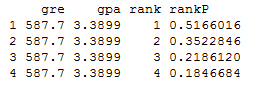 gre gpa rank rankP
1 587.7 3.3899 1 0.5166016
2 587.7 3.3899 2 0.3522846
3 587.7 3.3899 3 0.2186120
4 587.7 3.3899 4 0.1846684